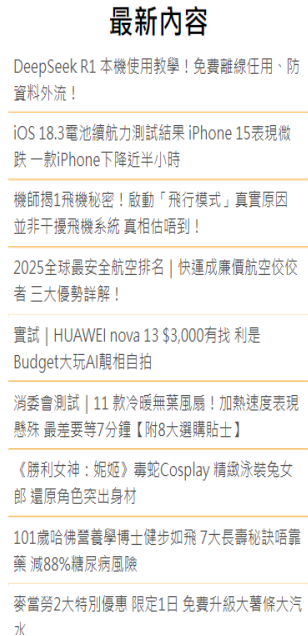 最新內容
DeepSeek R1 本機使用教學！免費離線任用、防
資料外流！
iOS 18.3電池續航力測試結果 iPhone 15表現微
跌 一款iPhone下降近半小時
機師揭1飛機秘密！啟動「飛行模式」真實原因
並非干擾飛機系統 真相估唔到！
2025全球最安全航空排名 | 快運成廉價航空佼佼
者 三大優勢詳解！
實試 | HUAWEI nova 13 $3,000有找 利是
Budget大玩AI靚相自拍
消委會測試 | 11 款冷暖無葉風扇！加熱速度表現
懸殊 最差要等7分鐘【附8大選購貼士】
《勝利女神：妮姬》毒蛇Cosplay 精緻泳裝兔女
郎 還原角色突出身材
101歲哈佛營養學博士健步如飛 7大長壽秘訣唔靠
藥 減88%糖尿病風險
麥當勞2大特別優惠 限定1日 免費升級大薯條大汽
水